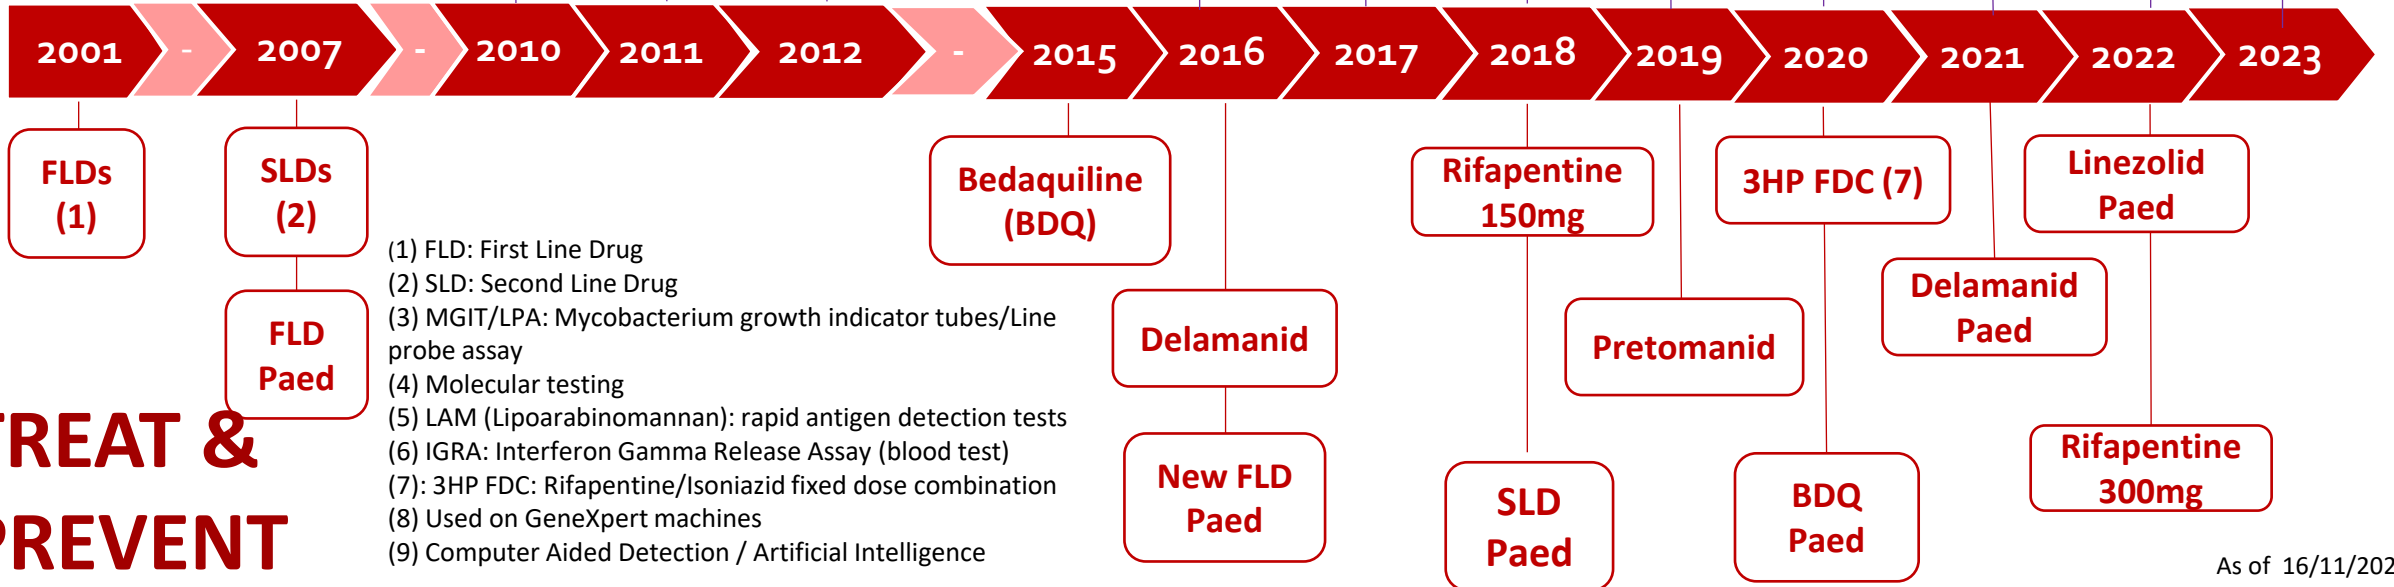 2001 - 2007 - 2010 2011 2012 - 2015 2016 2017 2018 2019 2020 2021 2022 2023
FLDs
(1)
SLDs
(2)
FLD
Paed
Bedaquiline
(BDQ)
Delamanid
New FLD
Paed
Rifapentine
150mg
SLD
Paed
Pretomanid
3HP FDC (7)
BDQ
Paed
Delamanid
Paed
Linezolid
Paed
Rifapentine
300mg
(1) FLD: First Line Drug
(2) SLD: Second Line Drug
(3) MGIT/LPA: Mycobacterium growth indicator tubes/Line
probe assay
(4) Molecular testing
(5) LAM (Lipoarabinomannan): rapid antigen detection tests
(6) IGRA: Interferon Gamma Release Assay (blood test)
(7): 3HP FDC: Rifapentine/Isoniazid fixed dose combination
(8) Used on GeneXpert machines
(9) Computer Aided Detection / Artificial Intelligence
TREAT &
PREVENT
As of 16/11/202